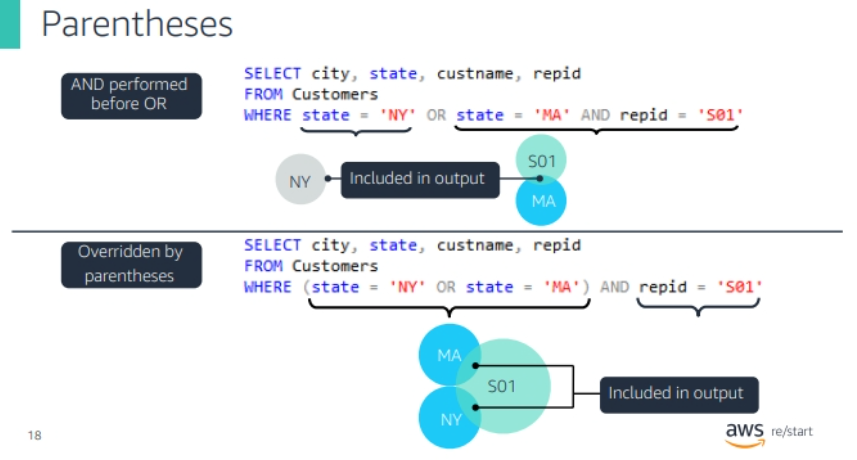 Parentheses
AND performed
before OR
SELECT city, state, custname, repid
FROM Customers
WHERE state = 'NY' OR state = 'MA' AND repid = 'S01'
NY
Included in output
S01
MA
Overridden by
parentheses
SELECT city, state, custname, repid
FROM Customers
WHERE (state = 'NY' OR state = 'MA') AND repid = 'S01'
MA
S01
NY
Included in output
18
aws re/start